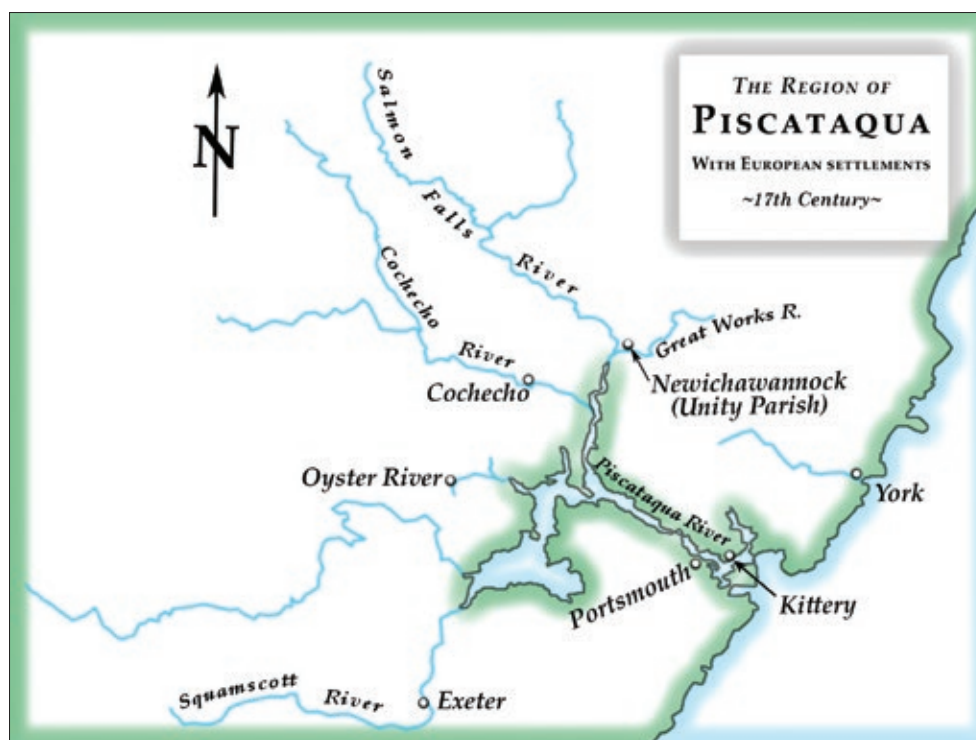 THE REGION OF
PISCATAQUA
WITH EUROPEAN SETTLEMENTS
~17th Century~
N
Salmon
Falls
River
Cochecho
River
Great Works R.
Cochecho
Newichawannock
(Unity Parish)
Oyster River
Piscataqua River
York
Portsmouth
Kittery
Squamscott
River
Exeter